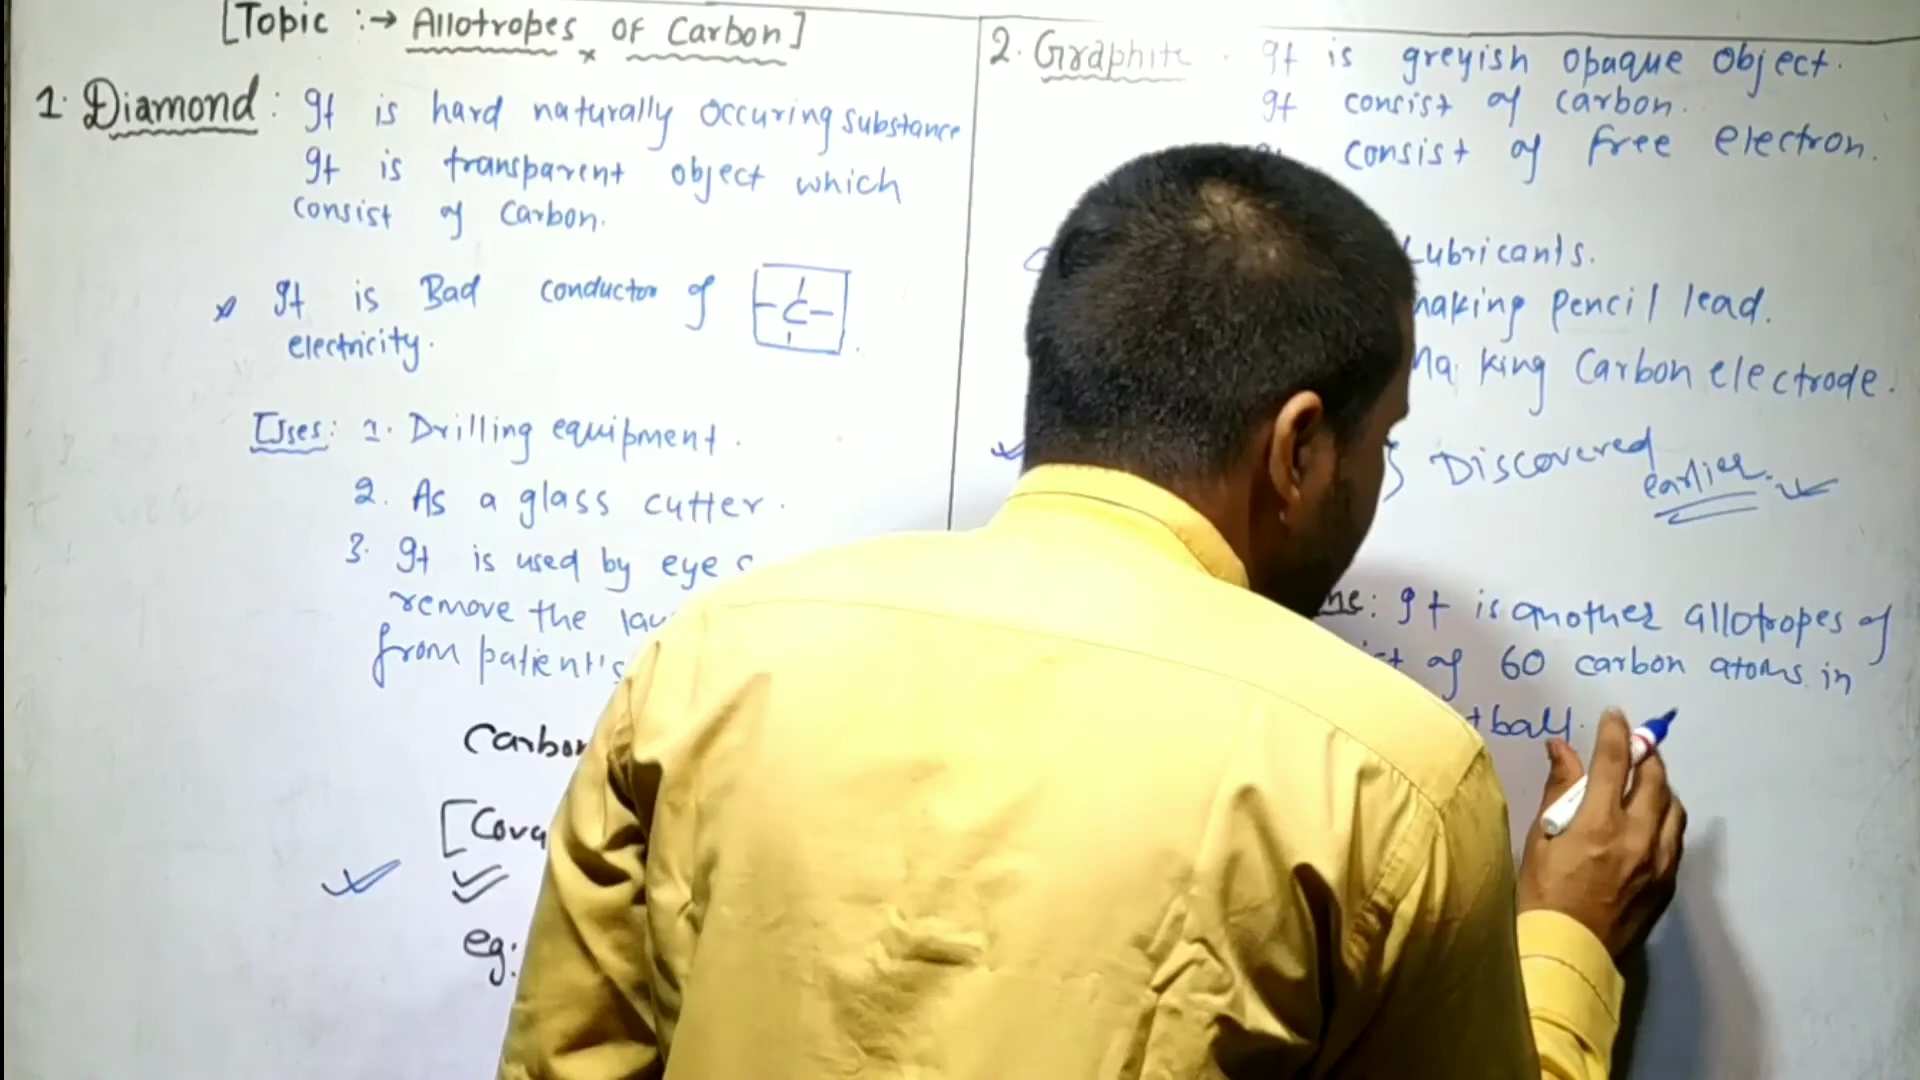 [Topic :→ Allotropes of Carbon]
1. Diamond: It is hard naturally occuring substance
It is transparent object which
consist of Carbon.
It is Bad conductor of
electricity.
-C-
Uses: 1. Drilling equipment.
2. As a glass cutter.
3. It is used by eye
remove the
from patient's
Carbon
[Cova
eg:
2. Graphite. It is greyish opaque object.
It consist of carbon.
consist of free electron.
Lubricants.
making pencil lead.
Making Carbon electrode.
Discovered
earlier.
ne: It is another allotropes of
of 60 carbon atoms in
tball.